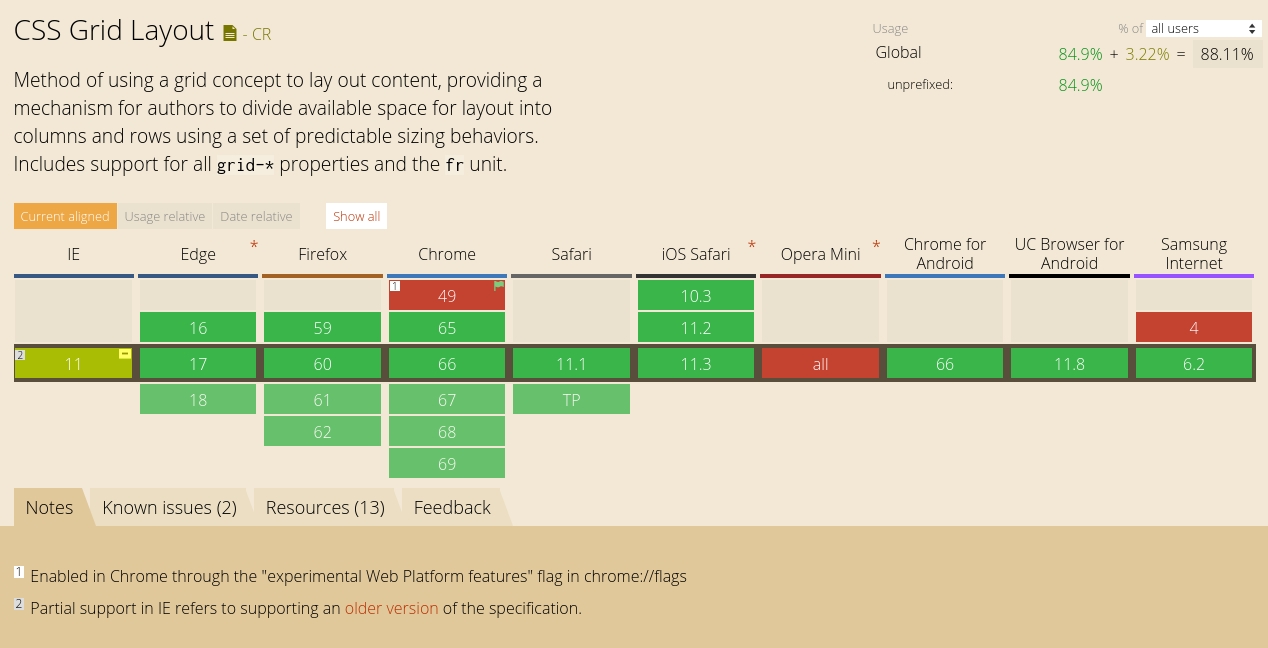 CSS Grid Layout - CR
Usage % of all users
Global 84.9% + 3.22% = 88.11%
unprefixed: 84.9%
Method of using a grid concept to lay out content, providing a
mechanism for authors to divide available space for layout into
columns and rows using a set of predictable sizing behaviors.
Includes support for all grid-* properties and the fr unit.
Current aligned Usage relative Date relative Show all
IE Edge * Firefox Chrome Safari iOS Safari * Opera Mini * Chrome for Android UC Browser for Android Samsung Internet
1 49 10.3
16 59 65 11.2 4
2 11 17 60 66 11.1 11.3 all 66 11.8 6.2
18 61 67 TP
62 68
69
Notes Known issues (2) Resources (13) Feedback
1 Enabled in Chrome through the "experimental Web Platform features" flag in chrome://flags
2 Partial support in IE refers to supporting an older version of the specification.